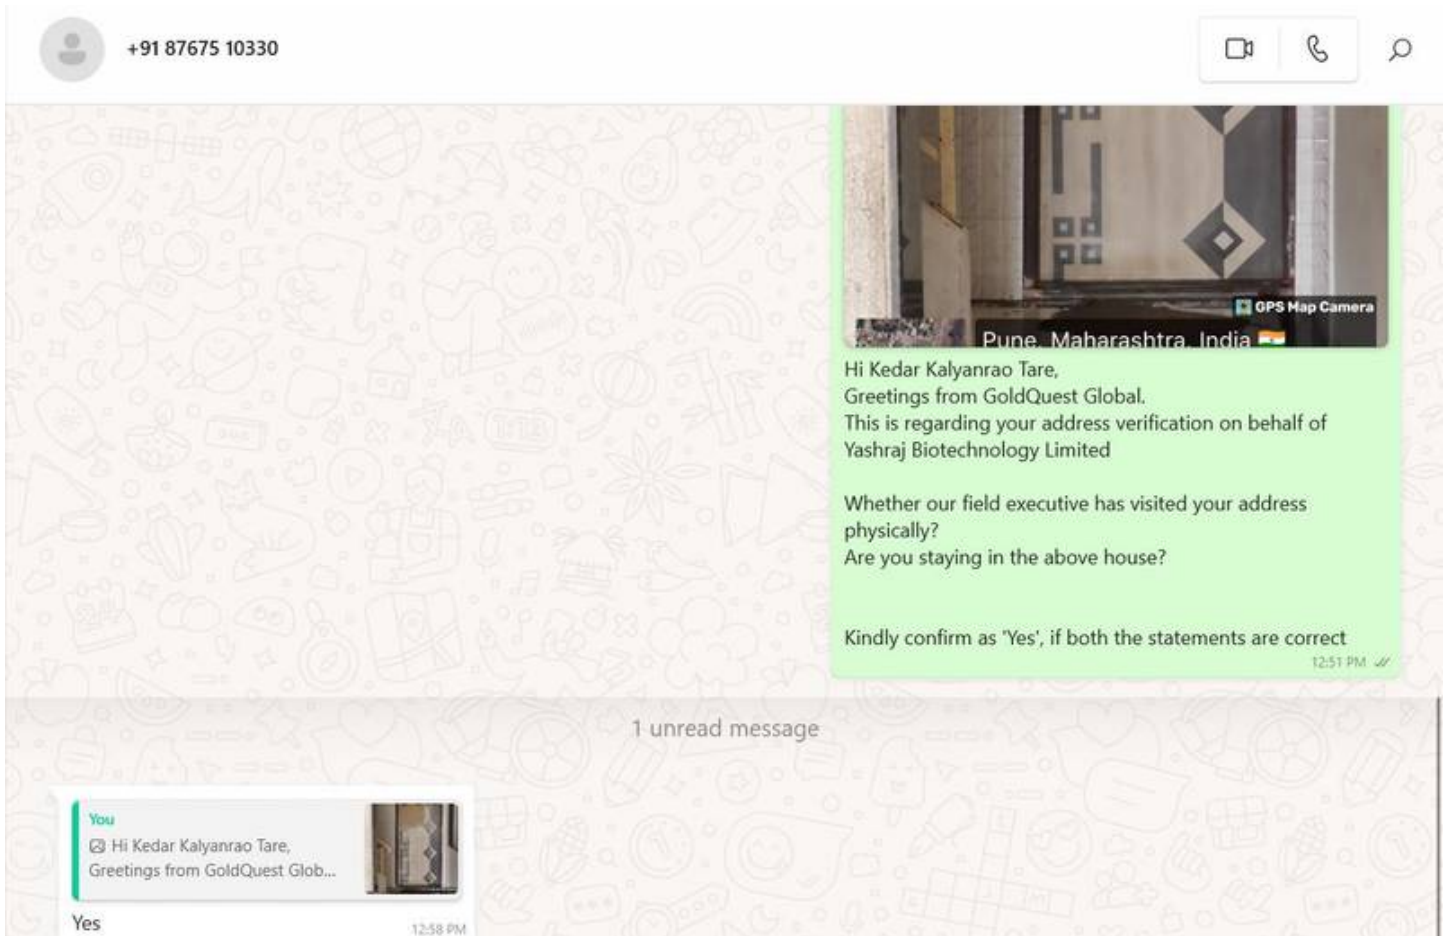 +91 87675 10330
GPS Map Camera
Pune, Maharashtra, India
Hi Kedar Kalyanrao Tare,
Greetings from GoldQuest Global.
This is regarding your address verification on behalf of
Yashraj Biotechnology Limited
Whether our field executive has visited your address
physically?
Are you staying in the above house?
Kindly confirm as 'Yes', if both the statements are correct
12:51 PM
1 unread message
You
Hi Kedar Kalyanrao Tare,
Greetings from GoldQuest Glob...
Yes
12:58 PM